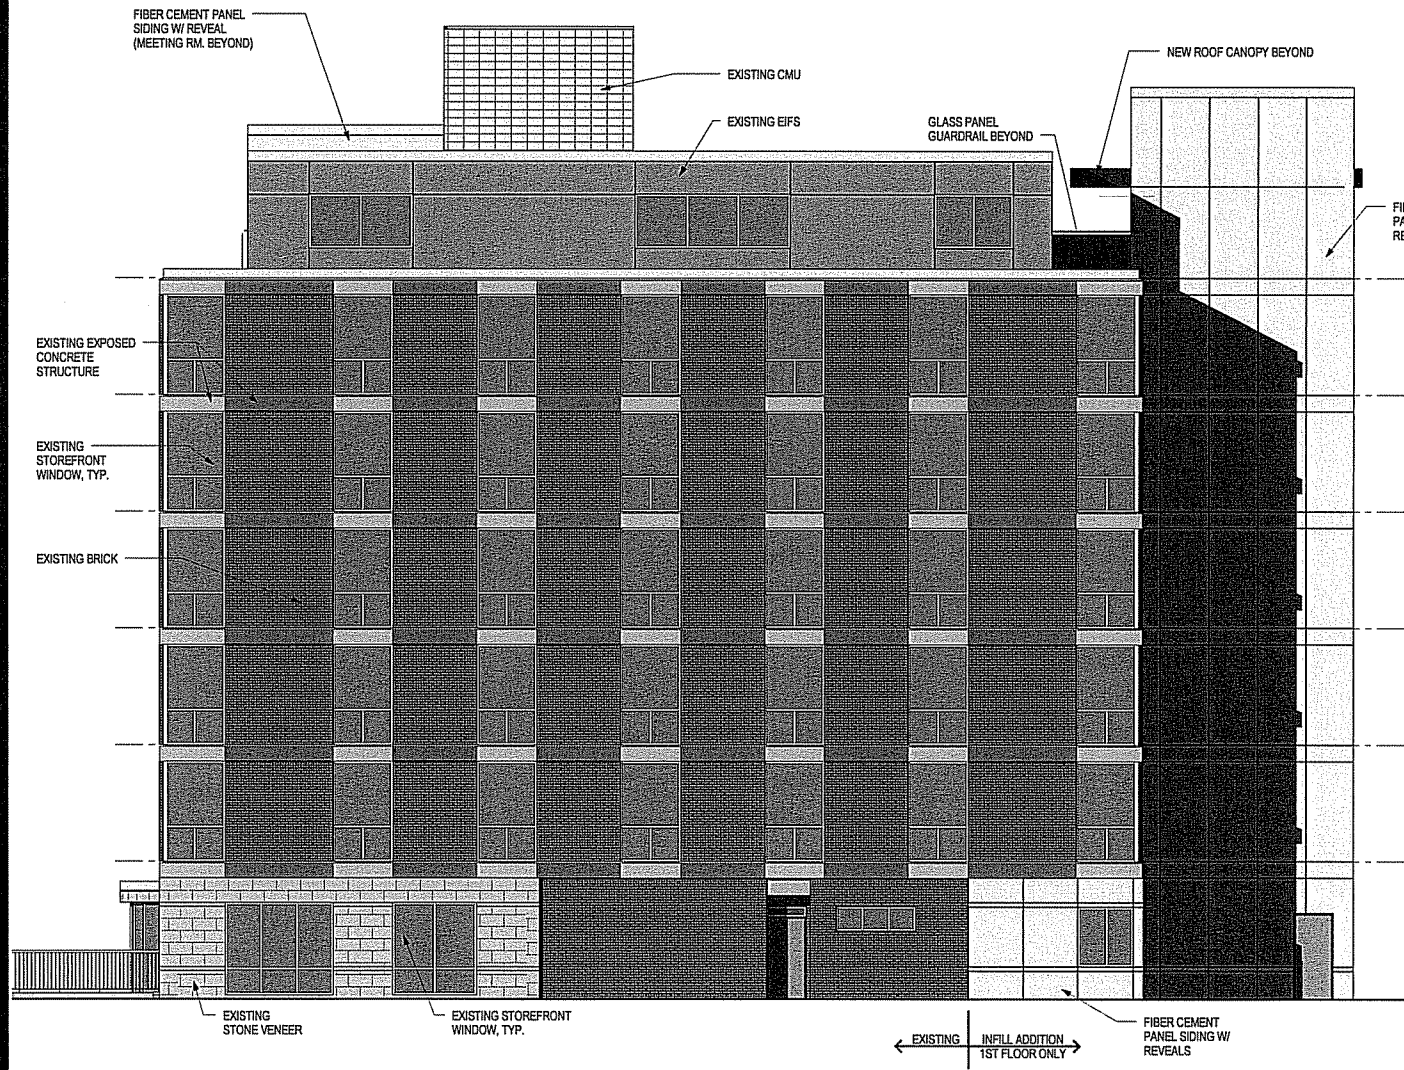 FIBER CEMENT PANEL
SIDING W/ REVEAL
(MEETING RM. BEYOND)
EXISTING CMU
EXISTING EIFS
GLASS PANEL
GUARDRAIL BEYOND
NEW ROOF CANOPY BEYOND
EXISTING EXPOSED
CONCRETE
STRUCTURE
EXISTING
STOREFRONT
WINDOW, TYP.
EXISTING BRICK
EXISTING
STONE VENEER
EXISTING STOREFRONT
WINDOW, TYP.
EXISTING
INFILL ADDITION
1ST FLOOR ONLY
FIBER CEMENT
PANEL SIDING W/
REVEALS